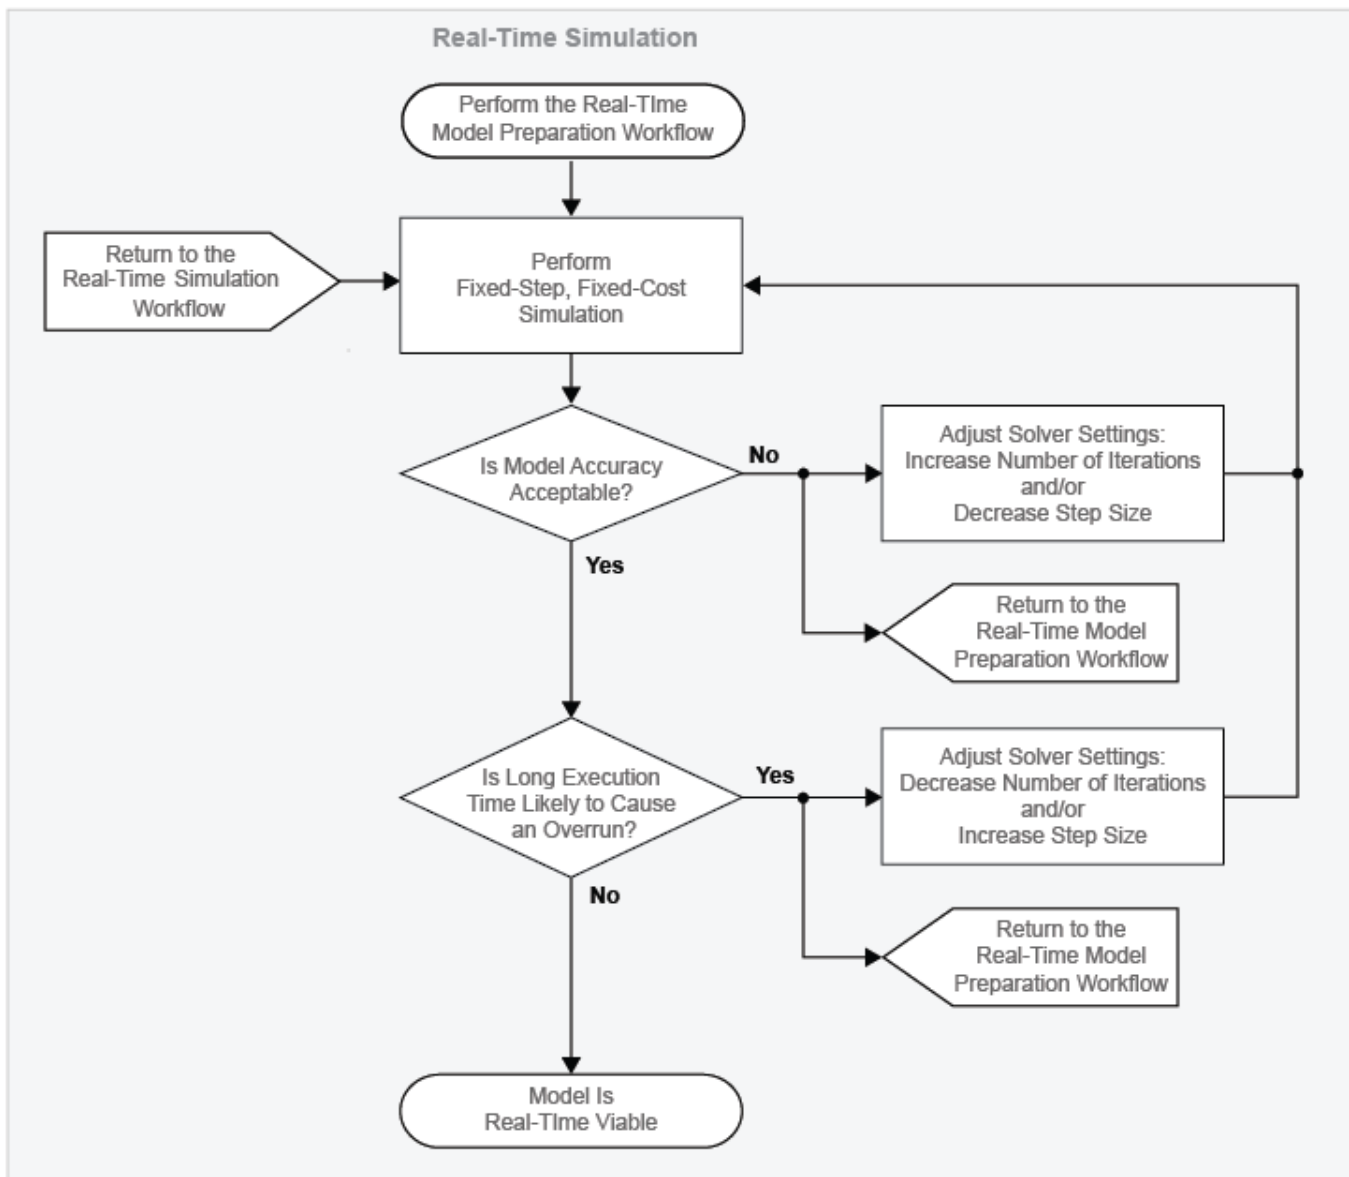 Real-Time Simulation
Perform the Real-TIme
Model Preparation Workflow
Return to the
Real-Time Simulation
Workflow
Perform
Fixed-Step, Fixed-Cost
Simulation
Is Model Accuracy
Acceptable?
No
Adjust Solver Settings:
Increase Number of Iterations
and/or
Decrease Step Size
Yes
Return to the
Real-Time Model
Preparation Workflow
Is Long Execution
Time Likely to Cause
an Overrun?
Yes
Adjust Solver Settings:
Decrease Number of Iterations
and/or
Increase Step Size
No
Return to the
Real-Time Model
Preparation Workflow
Model Is
Real-TIme Viable